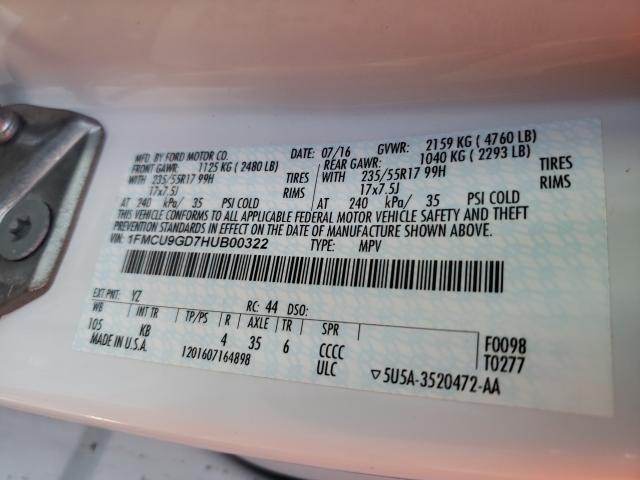 MFD. BY FORD MOTOR CO. DATE: 07/16 GVWR: 2159 KG ( 4760 LB)
FRONT GAWR: 1125 KG ( 2480 LB) REAR GAWR: 1040 KG ( 2293 LB)
WITH 235/55R17 99H TIRES WITH 235/55R17 99H TIRES
17x7.5J RIMS 17x7.5J RIMS
AT 240 kPa/ 35 PSI COLD AT 240 kPa/ 35 PSI COLD
THIS VEHICLE CONFORMS TO ALL APPLICABLE FEDERAL MOTOR VEHICLE SAFETY AND THEFT
PREVENTION STANDARDS IN EFFECT ON THE DATE OF MANUFACTURE SHOWN ABOVE.
VIN: 1FMCU9GD7HUB00322 TYPE: MPV
EXT PNT: YZ RC: 44 DSO:
WB INT TR TP/PS R AXLE TR SPR
105 KB 4 35 6 CCCC F0098
MADE IN U.S.A. 1201607164898 ULC T0277
▽5U5A-3520472-AA